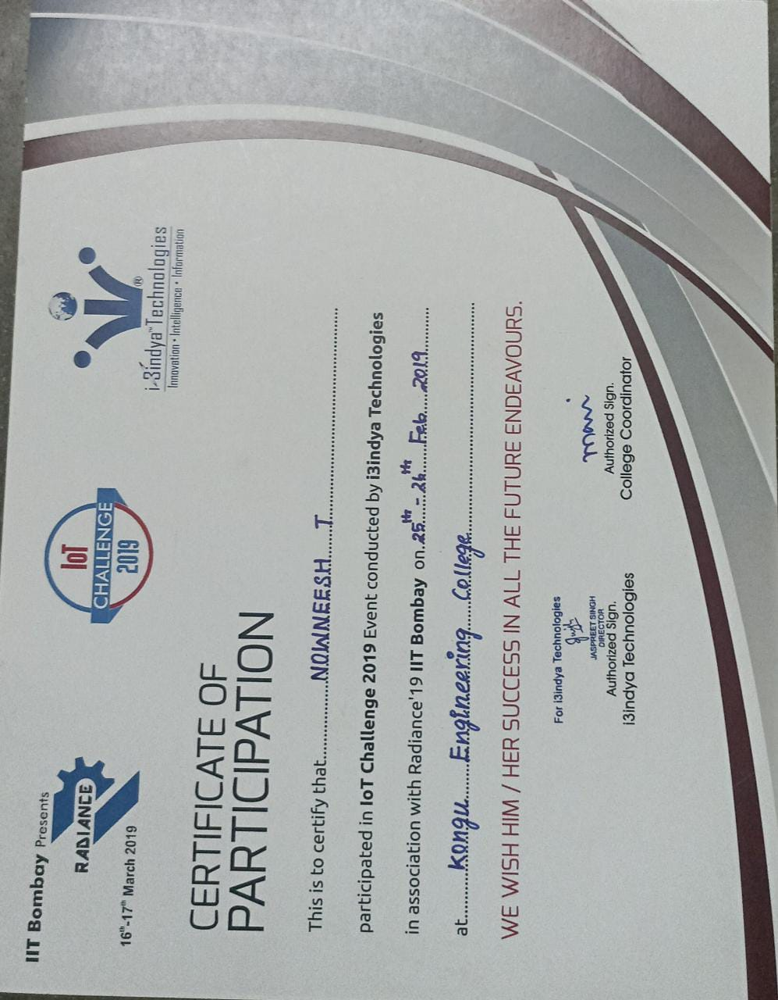 IIT Bombay Presents
RADIANCE
16th-17th March 2019
IoT
CHALLENGE
2019
i3indya™Technologies
®
Innovation • Intelligence • Information
CERTIFICATE OF
PARTICIPATION
This is to certify that NOWNEESH T
participated in IoT Challenge 2019 Event conducted by i3indya Technologies
in association with Radiance'19 IIT Bombay on 25th - 26th Feb 2019
at Kongu Engineering College
WE WISH HIM / HER SUCCESS IN ALL THE FUTURE ENDEAVOURS.
For i3indya Technologies
JASPREET SINGH
DIRECTOR
Authorized Sign.
i3indya Technologies
mani
Authorized Sign.
College Coordinator